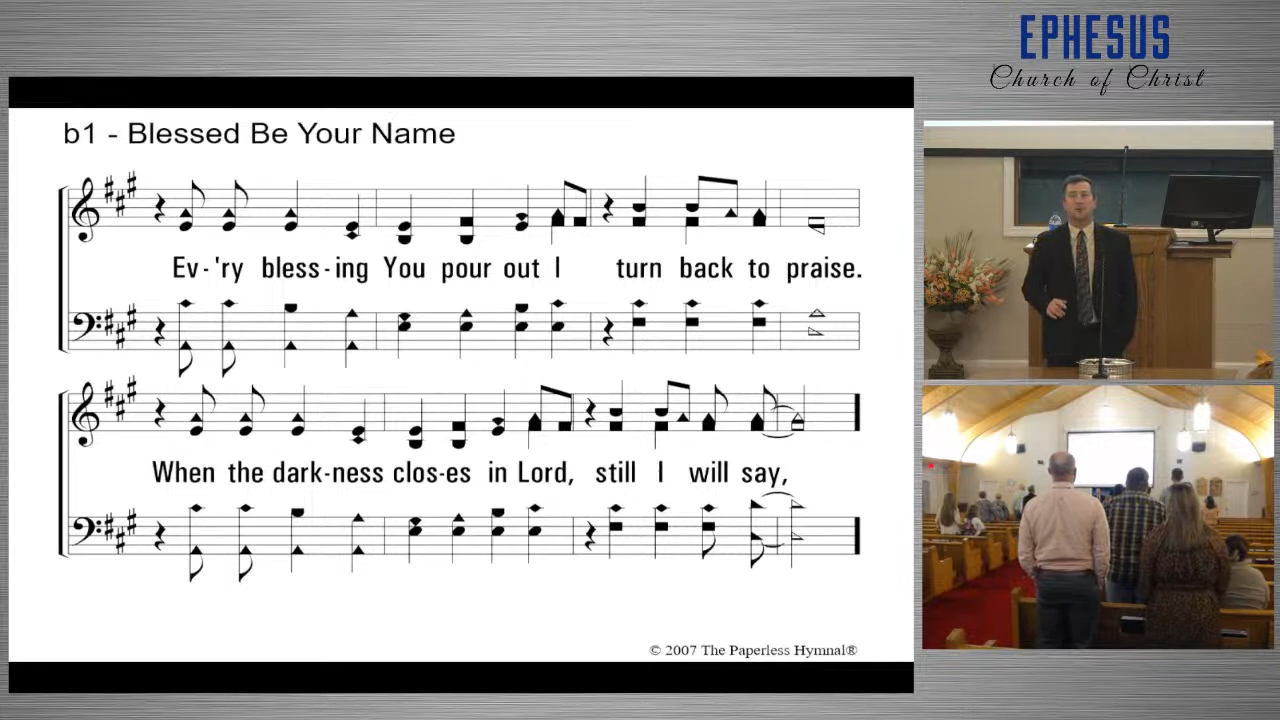 EPHESUS
Church of Christ
b1 - Blessed Be Your Name
Ev-'ry bless-ing You pour out I turn back to praise.
When the dark-ness clos-es in Lord, still I will say,
© 2007 The Paperless Hymnal®